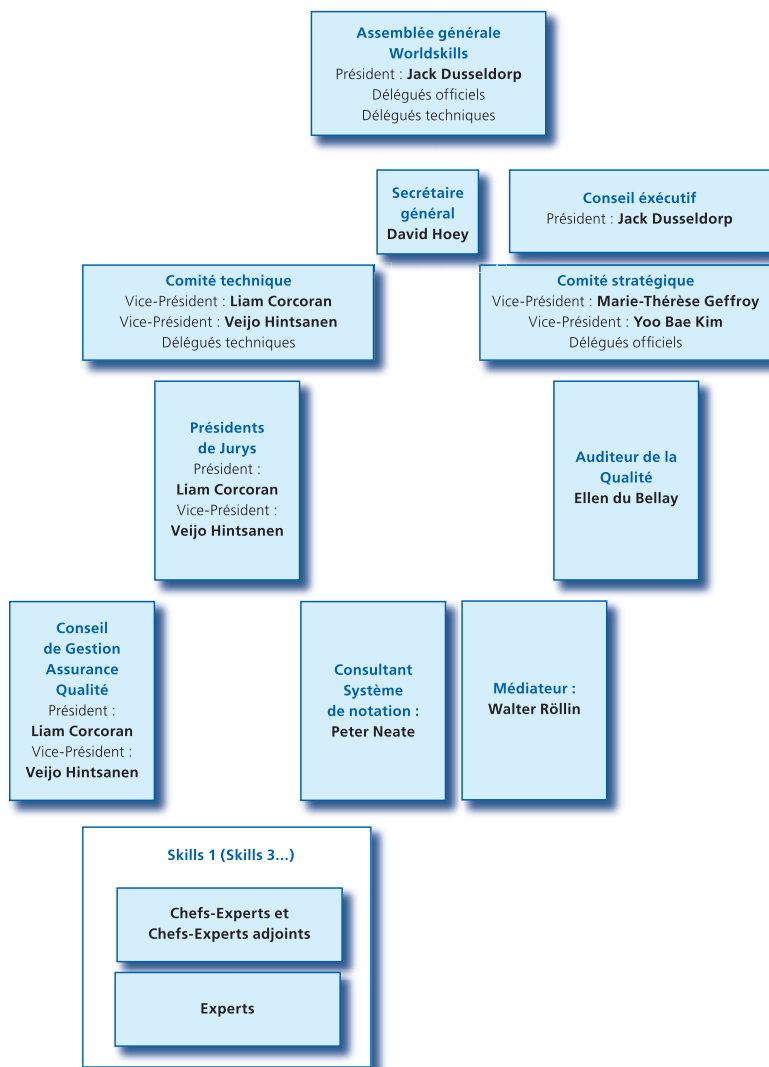 Assemblée générale
Worldskills
Président : Jack Dusseldorp
Délégués officiels
Délégués techniques
Secrétaire
général
David Hoey
Conseil éxécutif
Président : Jack Dusseldorp
Comité technique
Vice-Président : Liam Corcoran
Vice-Président : Veijo Hintsanen
Délégués techniques
Comité stratégique
Vice-Président : Marie-Thérèse Geffroy
Vice-Président : Yoo Bae Kim
Délégués officiels
Présidents
de Jurys
Président :
Liam Corcoran
Vice-Président :
Veijo Hintsanen
Auditeur de la
Qualité
Ellen du Bellay
Conseil
de Gestion
Assurance
Qualité
Président :
Liam Corcoran
Vice-Président :
Veijo Hintsanen
Consultant
Système
de notation :
Peter Neate
Médiateur :
Walter Röllin
Skills 1 (Skills 3...)
Chefs-Experts et
Chefs-Experts adjoints
Experts